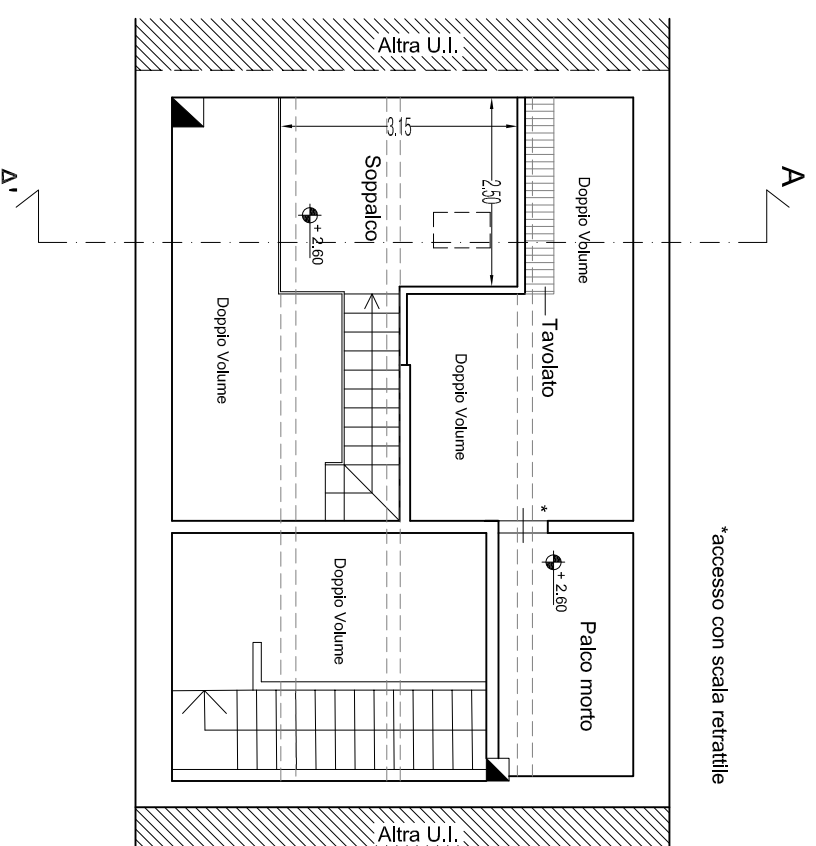 Altra U.I.
A
A'
3.15
2.50
Soppalco
+ 2.60
Doppio Volume
Tavolato
Doppio Volume
Doppio Volume
*
+ 2.60
Palco morto
*accesso con scala retrattile
Doppio Volume
Altra U.I.